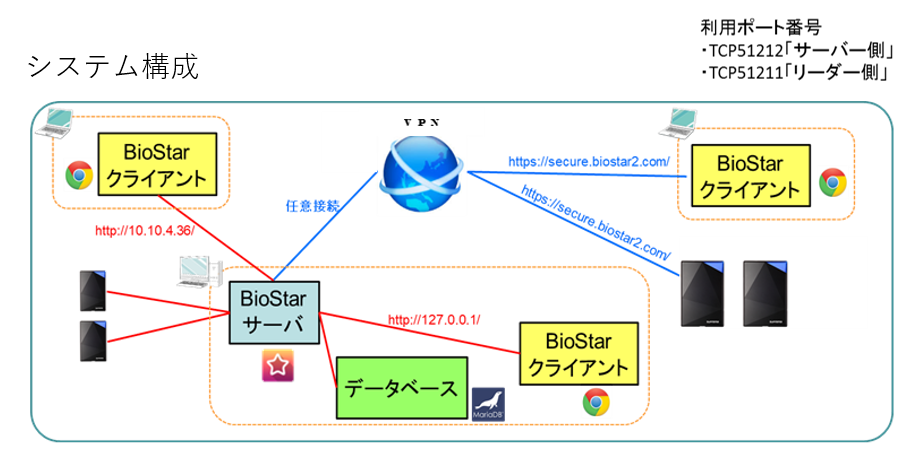 利用ポート番号
・TCP51212「サーバー側」
・TCP51211「リーダー側」
システム構成
VPN
BioStar
クライアント
https://secure.biostar2.com/
BioStar
クライアント
任意接続
https://secure.biostar2.com/
http://10.10.4.36/
BioStar
サーバ
http://127.0.0.1/
BioStar
クライアント
データベース
MariaDB